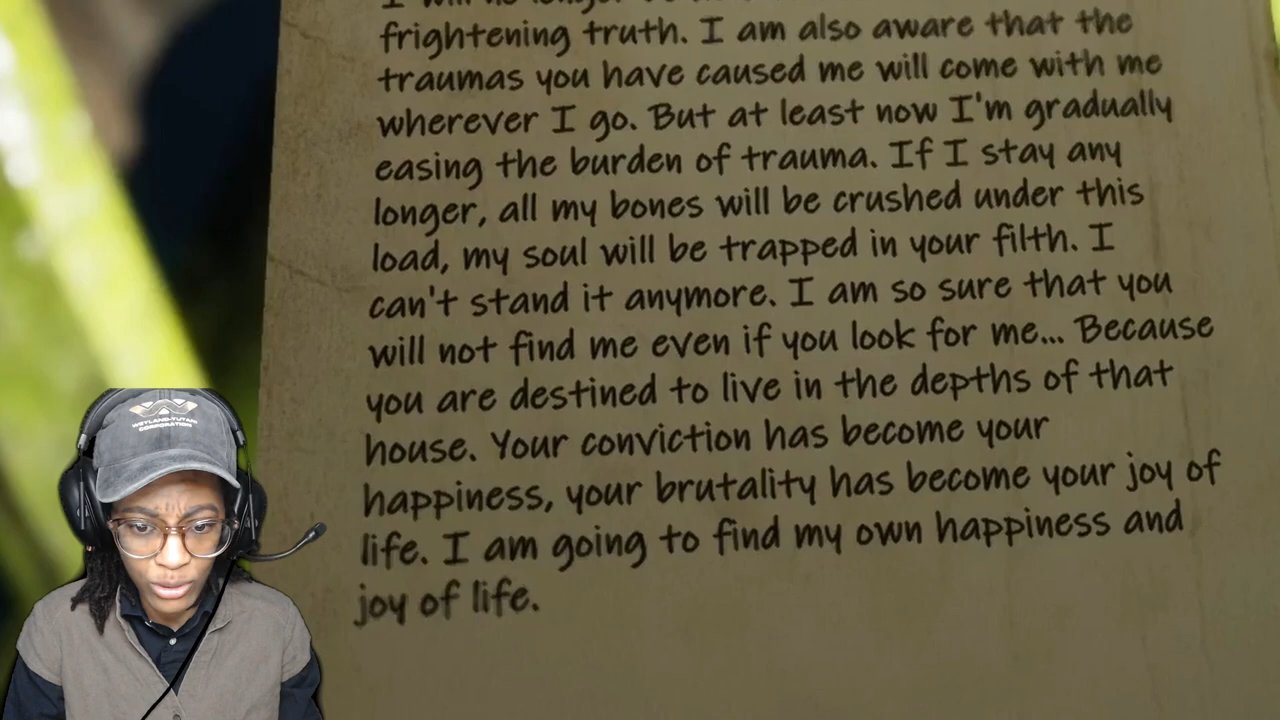 frightening truth. I am also aware that the
traumas you have caused me will come with me
wherever I go. But at least now I'm gradually
easing the burden of trauma. If I stay any
longer, all my bones will be crushed under this
load, my soul will be trapped in your filth. I
can't stand it anymore. I am so sure that you
will not find me even if you look for me... Because
you are destined to live in the depths of that
house. Your conviction has become your
happiness, your brutality has become your joy of
life. I am going to find my own happiness and
joy of life.
WEYLAND-YUTANI
CORPORATION